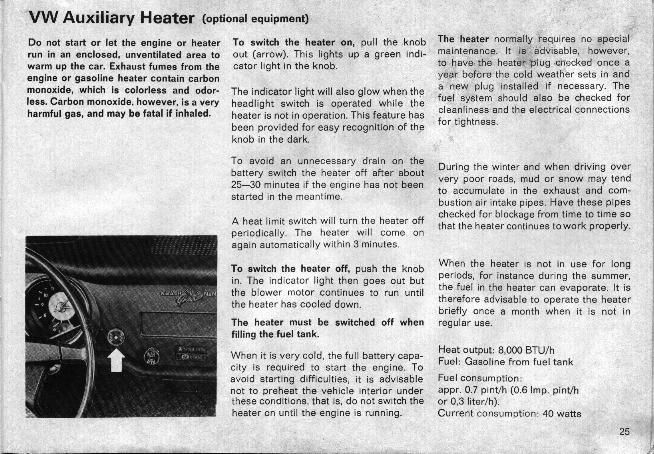 VW Auxiliary Heater (optional equipment)
Do not start or let the engine or heater
run in an enclosed, unventilated area to
warm up the car. Exhaust fumes from the
engine or gasoline heater contain carbon
monoxide, which is colorless and odor-
less. Carbon monoxide, however, is a very
harmful gas, and may be fatal if inhaled.
To switch the heater on, pull the knob
out (arrow). This lights up a green indi-
cator light in the knob.
The indicator light will also glow when the
headlight switch is operated while the
heater is not in operation. This feature has
been provided for easy recognition of the
knob in the dark.
To avoid an unnecessary drain on the
battery switch the heater off after about
25—30 minutes if the engine has not been
started in the meantime.
A heat limit switch will turn the heater off
periodically. The heater will come on
again automatically within 3 minutes.
To switch the heater off, push the knob
in. The indicator light then goes out but
the blower motor continues to run until
the heater has cooled down.
The heater must be switched off when
filling the fuel tank.
When it is very cold, the full battery capa-
city is required to start the engine. To
avoid starting difficulties, it is advisable
not to preheat the vehicle interior under
these conditions, that is, do not switch the
heater on until the engine is running.
The heater normally requires no special
maintenance. It is advisable, however,
to have the heater plug checked once a
year before the cold weather sets in and
a new plug installed if necessary. The
fuel system should also be checked for
cleanliness and the electrical connections
for tightness.
During the winter and when driving over
very poor roads, mud or snow may tend
to accumulate in the exhaust and com-
bustion air intake pipes. Have these pipes
checked for blockage from time to time so
that the heater continues to work properly.
When the heater is not in use for long
periods, for instance during the summer,
the fuel in the heater can evaporate. It is
therefore advisable to operate the heater
briefly once a month when it is not in
regular use.
Heat output: 8,000 BTU/h
Fuel: Gasoline from fuel tank
Fuel consumption:
appr. 0.7 pint/h (0.6 Imp. pint/h
or 0,3 liter/h).
Current consumption: 40 watts
25